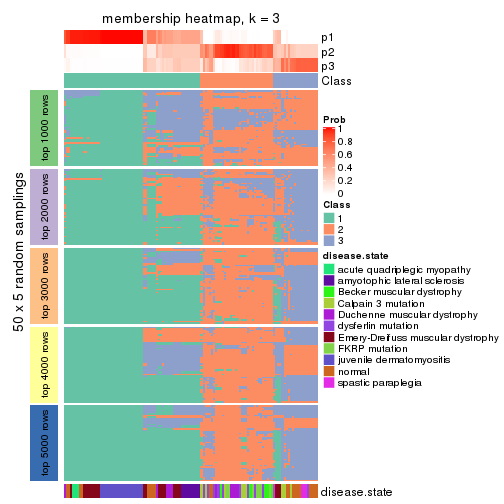 membership heatmap, k = 3
p1
p2
p3
Class
50 x 5 random samplings
top 1000 rows
top 2000 rows
top 3000 rows
top 4000 rows
top 5000 rows
disease.state
Prob
1
0.8
0.6
0.4
0.2
0
Class
1
2
3
disease.state
acute quadriplegic myopathy
amyotophic lateral sclerosis
Becker muscular dystrophy
Calpain 3 mutation
Duchenne muscular dystrophy
dysferlin mutation
Emery-Dreifuss muscular dystrophy
FKRP mutation
juvenile dermatomyositis
normal
spastic paraplegia